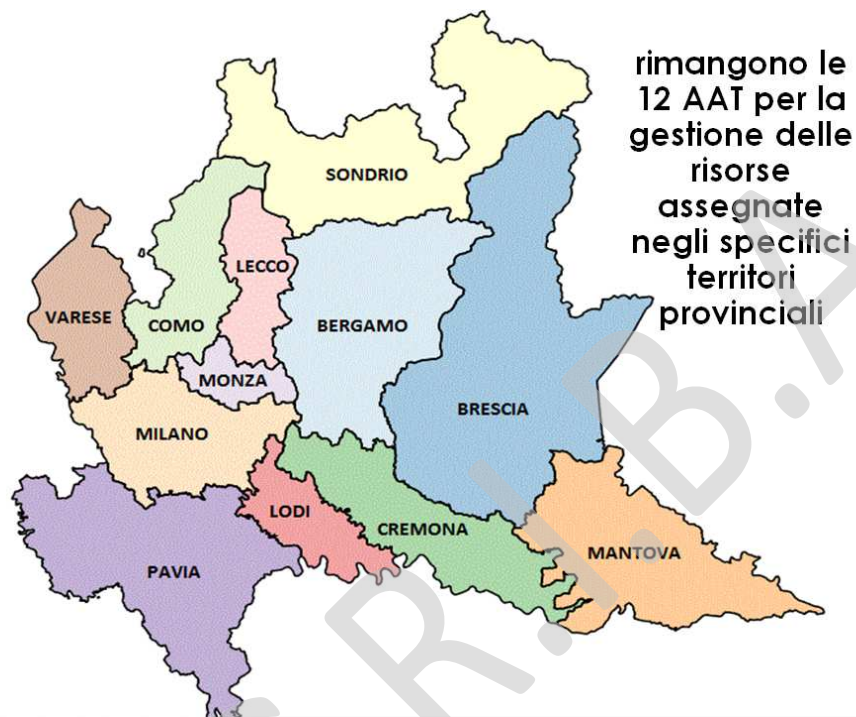 rimangono le
12 AAT per la
gestione delle
risorse
assegnate
negli specifici
territori
provinciali
SONDRIO
LECCO
VARESE
COMO
BERGAMO
MONZA
BRESCIA
MILANO
LODI
CREMONA
MANTOVA
PAVIA
R.I.B.A